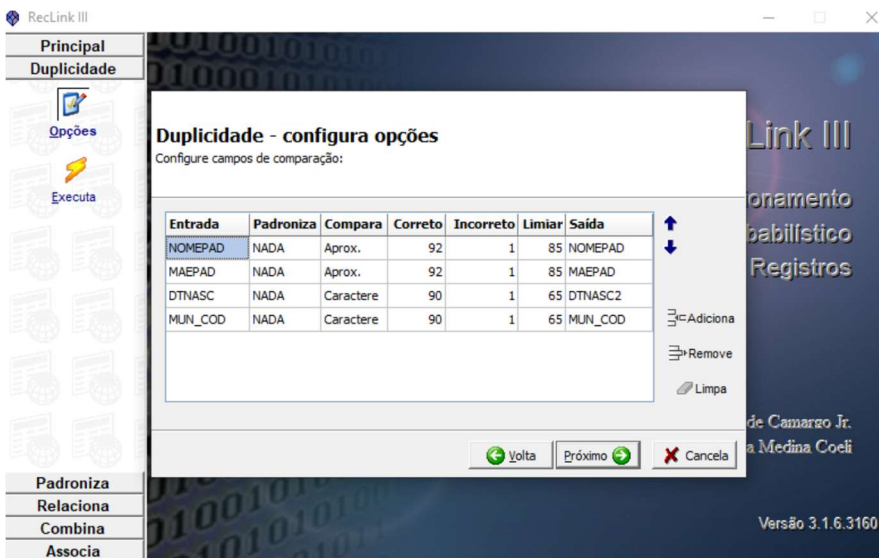 RecLink III
Principal
Duplicidade
Opções
Executa
Padroniza
Relaciona
Combina
Associa
Duplicidade - configura opções
Configure campos de comparação:
Entrada Padroniza Compara Correto Incorreto Limiar Saída
NOMEPAD NADA Aprox. 92 1 85 NOMEPAD
MAEPAD NADA Aprox. 92 1 85 MAEPAD
DTNASC NADA Caractere 90 1 65 DTNASC2
MUN_COD NADA Caractere 90 1 65 MUN_COD
Adiciona
Remove
Limpa
Volta Próximo Cancela
Link III
onamento
babilístico
Registros
de Camargo Jr.
a Medina Coeli
Versão 3.1.6.3160